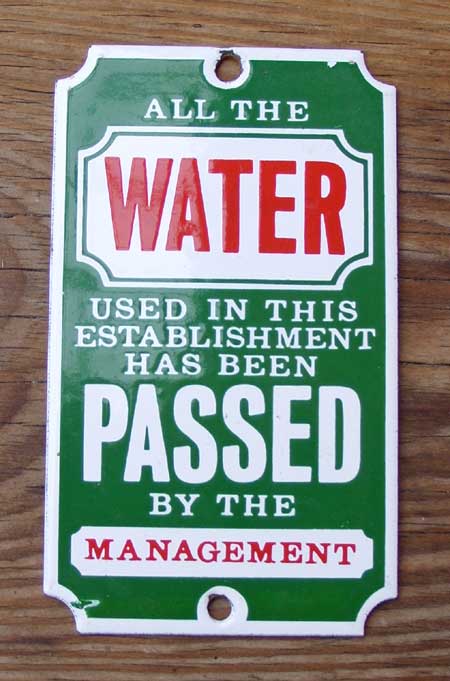 ALL THE
WATER
USED IN THIS
ESTABLISHMENT
HAS BEEN
PASSED
BY THE
MANAGEMENT